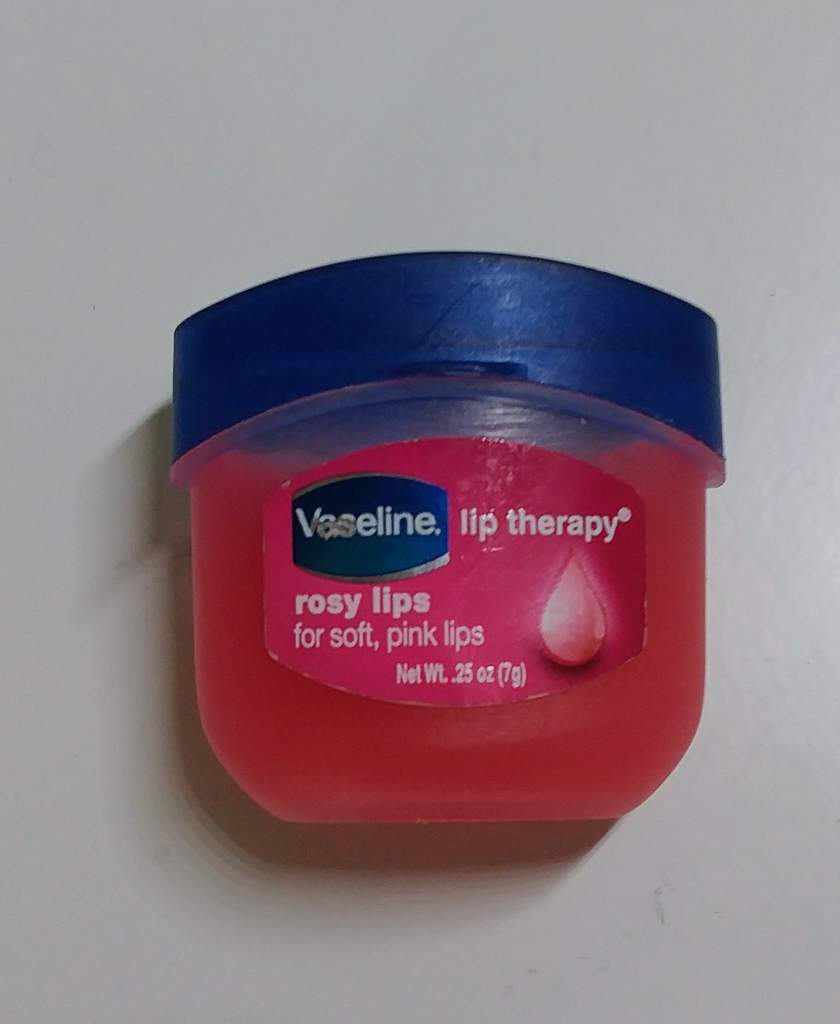 Vaseline. lip therapy®
rosy lips
for soft, pink lips
Net Wt. .25 oz (7g)